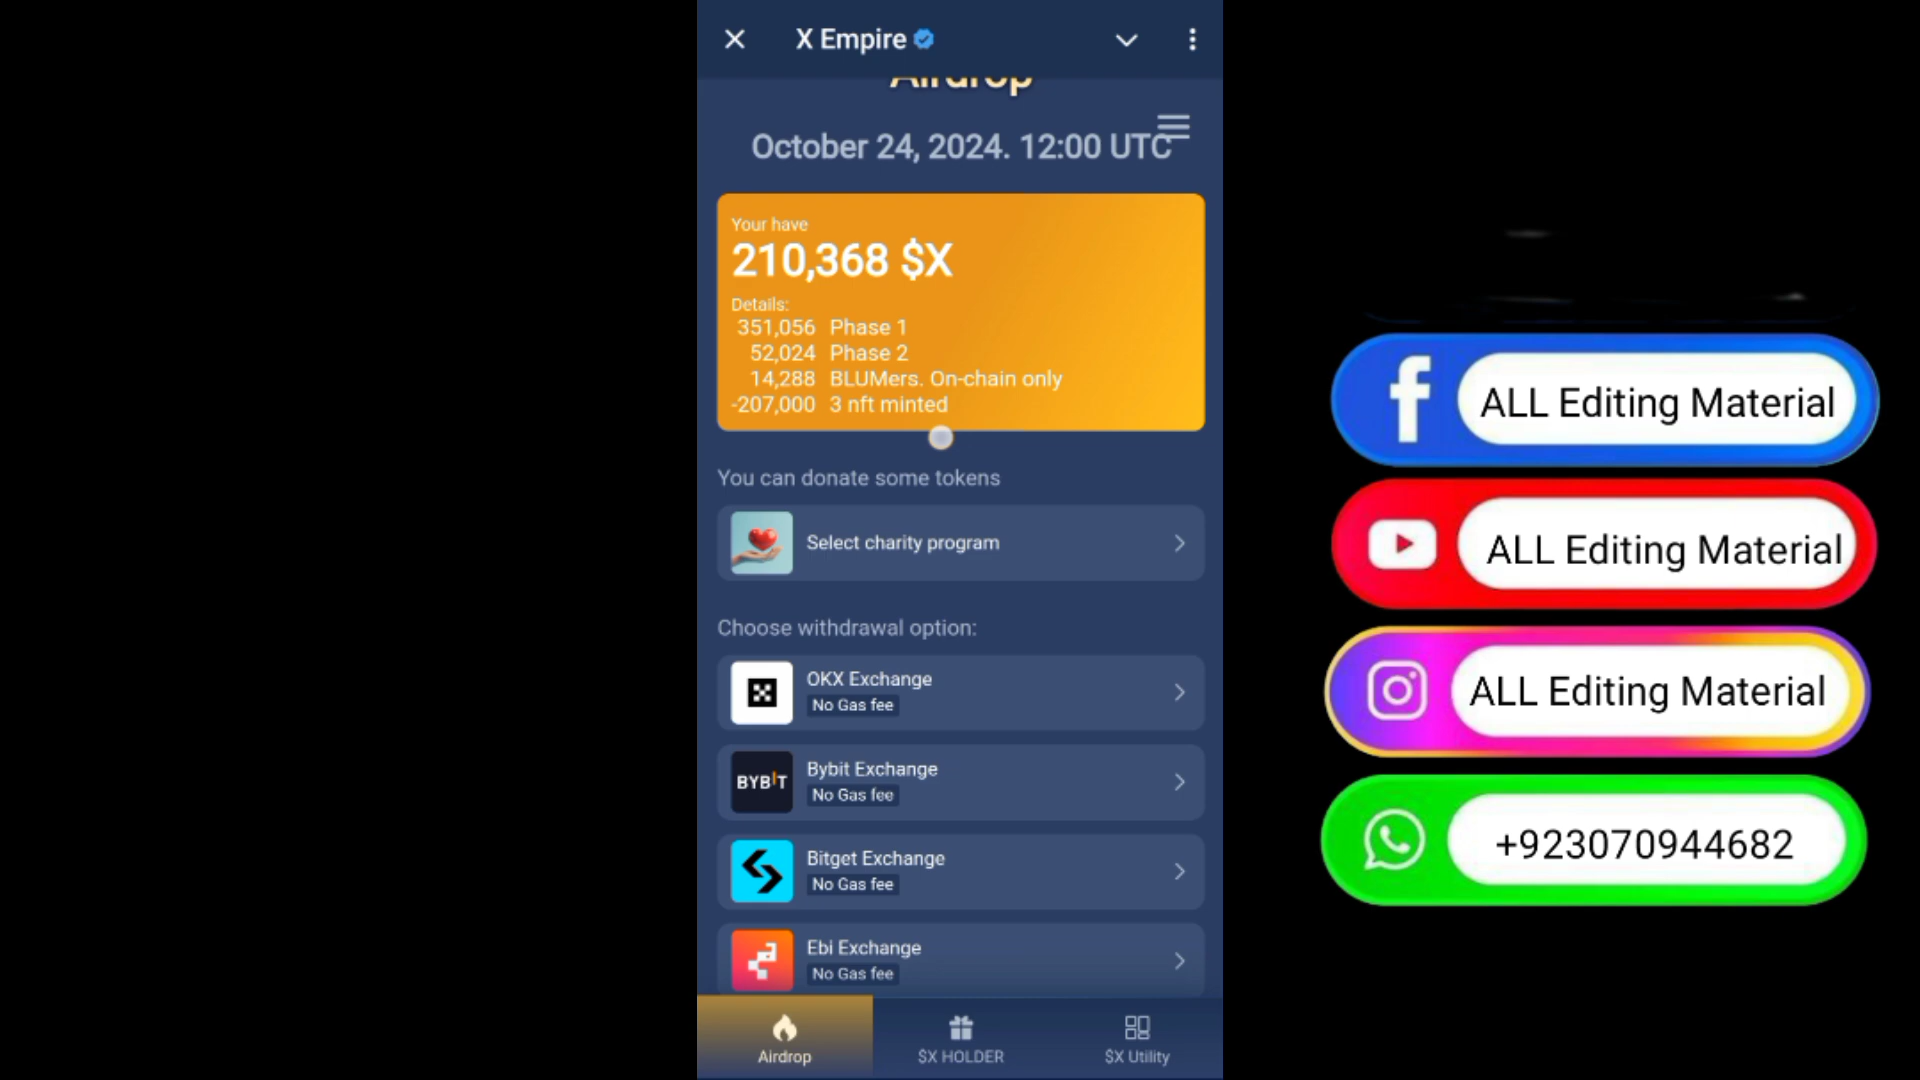 X Empire
Airdrop
October 24, 2024. 12:00 UTC
Your have
210,368 $X
Details:
351,056 Phase 1
52,024 Phase 2
14,288 BLUMers. On-chain only
-207,000 3 nft minted
You can donate some tokens
Select charity program
Choose withdrawal option:
OKX Exchange
No Gas fee
BYBIT
Bybit Exchange
No Gas fee
Bitget Exchange
No Gas fee
Ebi Exchange
No Gas fee
Airdrop
$X HOLDER
$X Utility
ALL Editing Material
ALL Editing Material
ALL Editing Material
+923070944682